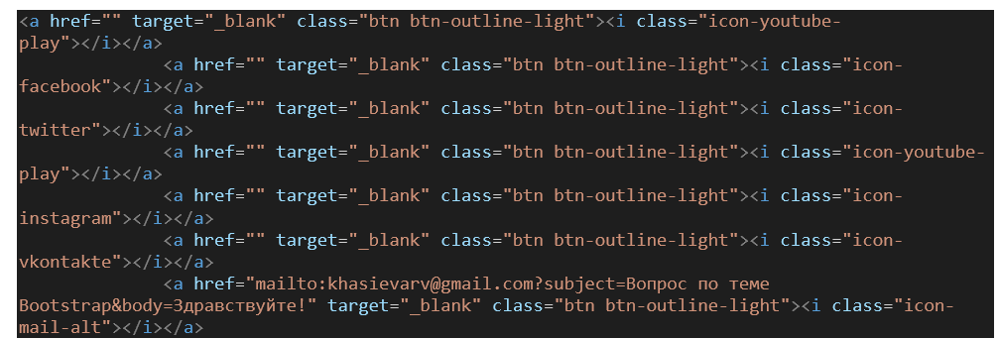 <a href="" target="_blank" class="btn btn-outline-light"><i class="icon-youtube-
play"></i></a>
<a href="" target="_blank" class="btn btn-outline-light"><i class="icon-
facebook"></i></a>
<a href="" target="_blank" class="btn btn-outline-light"><i class="icon-
twitter"></i></a>
<a href="" target="_blank" class="btn btn-outline-light"><i class="icon-youtube-
play"></i></a>
<a href="" target="_blank" class="btn btn-outline-light"><i class="icon-
instagram"></i></a>
<a href="" target="_blank" class="btn btn-outline-light"><i class="icon-
vkontakte"></i></a>
<a href="mailto:khasievarv@gmail.com?subject=Вопрос по теме
Bootstrap&body=Здравствуйте!" target="_blank" class="btn btn-outline-light"><i class="icon-
mail-alt"></i></a>